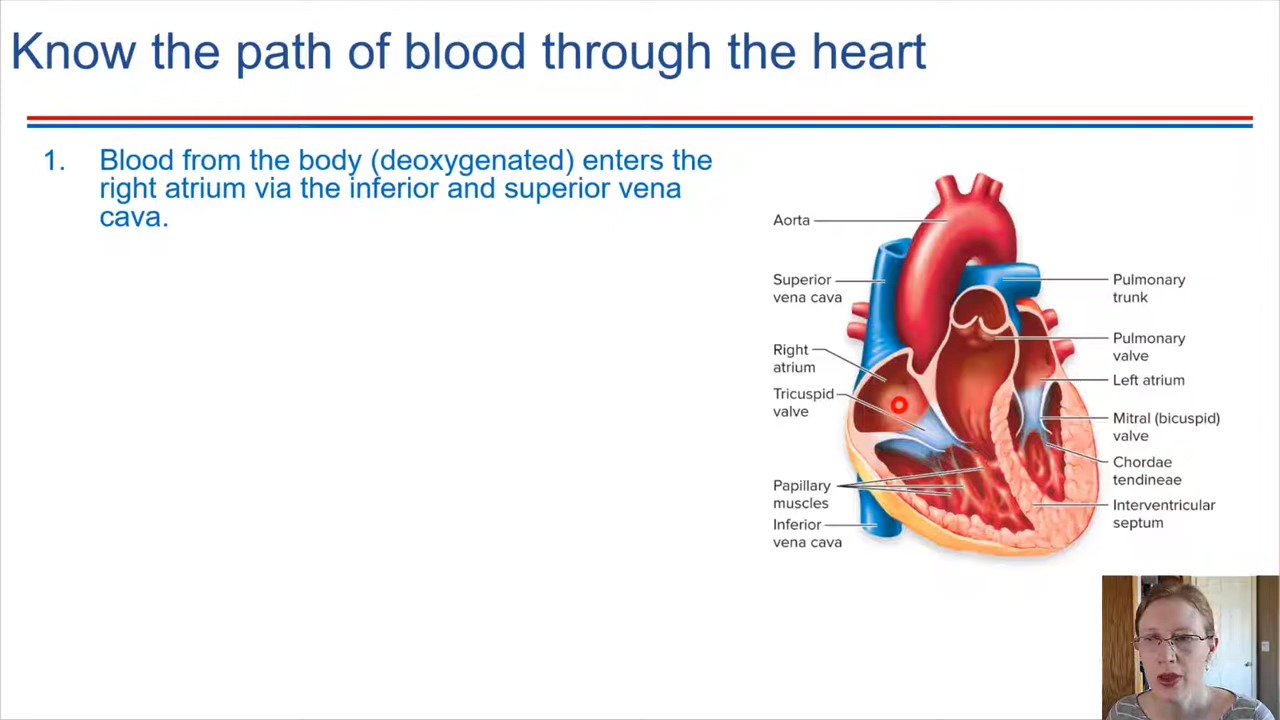 Know the path of blood through the heart
1. Blood from the body (deoxygenated) enters the
right atrium via the inferior and superior vena
cava.
Aorta
Superior
vena cava
Right
atrium
Tricuspid
valve
Papillary
muscles
Inferior
vena cava
Pulmonary
trunk
Pulmonary
valve
Left atrium
Mitral (bicuspid)
valve
Chordae
tendineae
Interventricular
septum